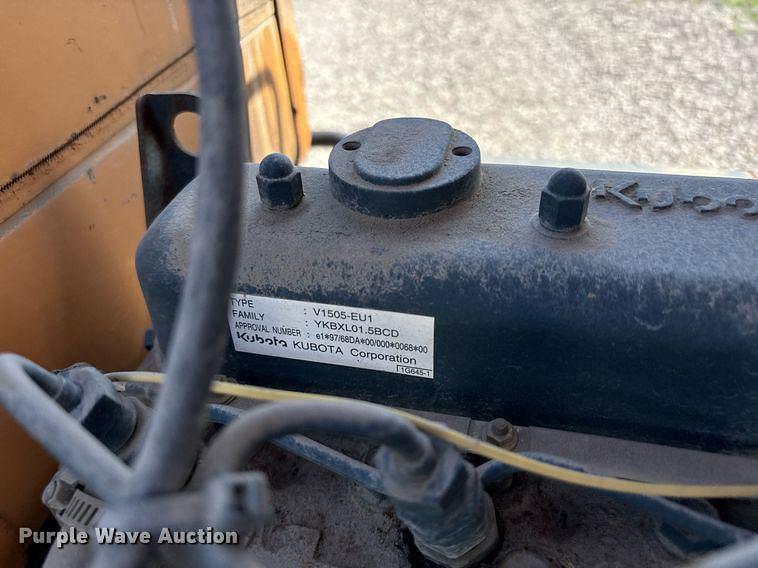 TYPE : V1505-EU1
FAMILY : YKBXL01.5BCD
APPROVAL NUMBER : e1*97/68DA*00/000*0068*00
Kubota KUBOTA Corporation
1G645-1
Purple Wave Auction